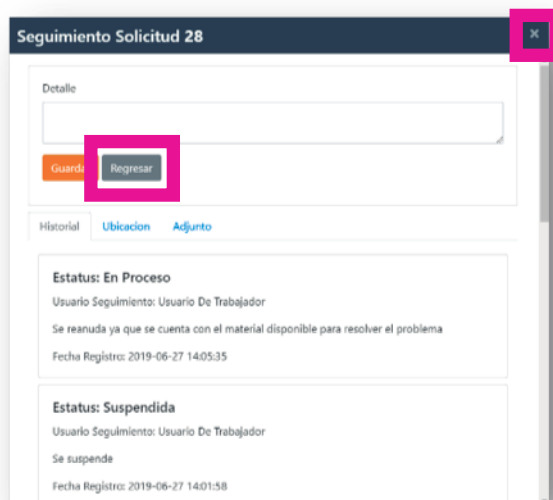 Seguimiento Solicitud 28
×
Detalle
Guarda Regresar
Historial Ubicacion Adjunto
Estatus: En Proceso
Usuario Seguimiento: Usuario De Trabajador
Se reanuda ya que se cuenta con el material disponible para resolver el problema
Fecha Registro: 2019-06-27 14:05:35
Estatus: Suspendida
Usuario Seguimiento: Usuario De Trabajador
Se suspende
Fecha Registro: 2019-06-27 14:01:58